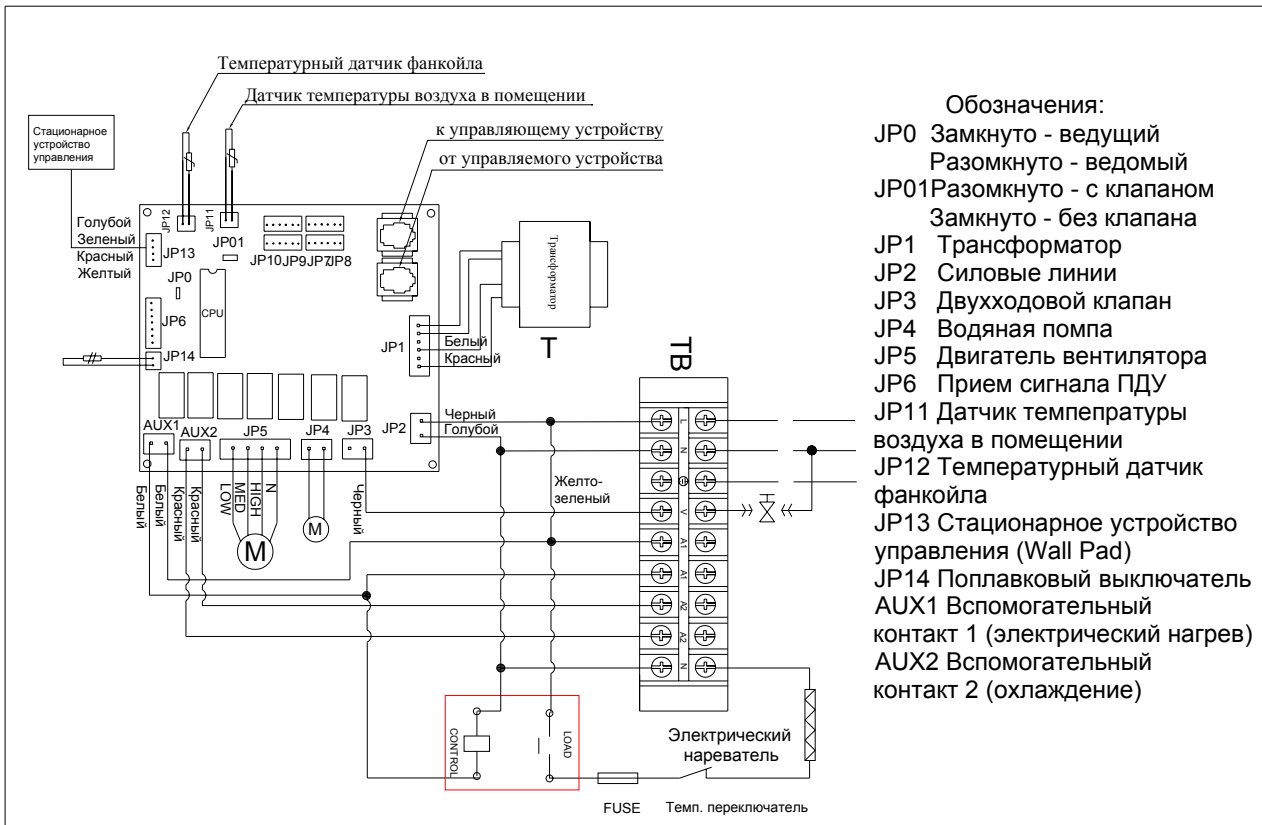 Температурный датчик фанкойла
Датчик температуры воздуха в помещении
к управляющему устройству
от управляемого устройства
Стационарное
устройство
управления
Голубой
Зеленый
Красный
Желтый
JP12
JP11
JP13
JP01
JP10 JP9 JP7 JP8
JP0
CPU
JP6
JP14
JP1
Белый
Красный
Трансформатор
T
TB
AUX1
AUX2
JP5
JP4
JP3
JP2
Черный
Голубой
Белый
Белый
Красный
Красный
LOW
MED
HIGH
N
M
M
Черный
Желто-
зеленый
L
N
V
A1
A1
A2
A2
N
CONTROL
LOAD
Электрический
нареватель
FUSE
Темп. переключатель
Обозначения:
JP0 Замкнуто - ведущий
Разомкнуто - ведомый
JP01Разомкнуто - с клапаном
Замкнуто - без клапана
JP1 Трансформатор
JP2 Силовые линии
JP3 Двухходовой клапан
JP4 Водяная помпа
JP5 Двигатель вентилятора
JP6 Прием сигнала ПДУ
JP11 Датчик темпепратуры
воздуха в помещении
JP12 Температурный датчик
фанкойла
JP13 Стационарное устройство
управления (Wall Pad)
JP14 Поплавковый выключатель
AUX1 Вспомогательный
контакт 1 (электрический нагрев)
AUX2 Вспомогательный
контакт 2 (охлаждение)